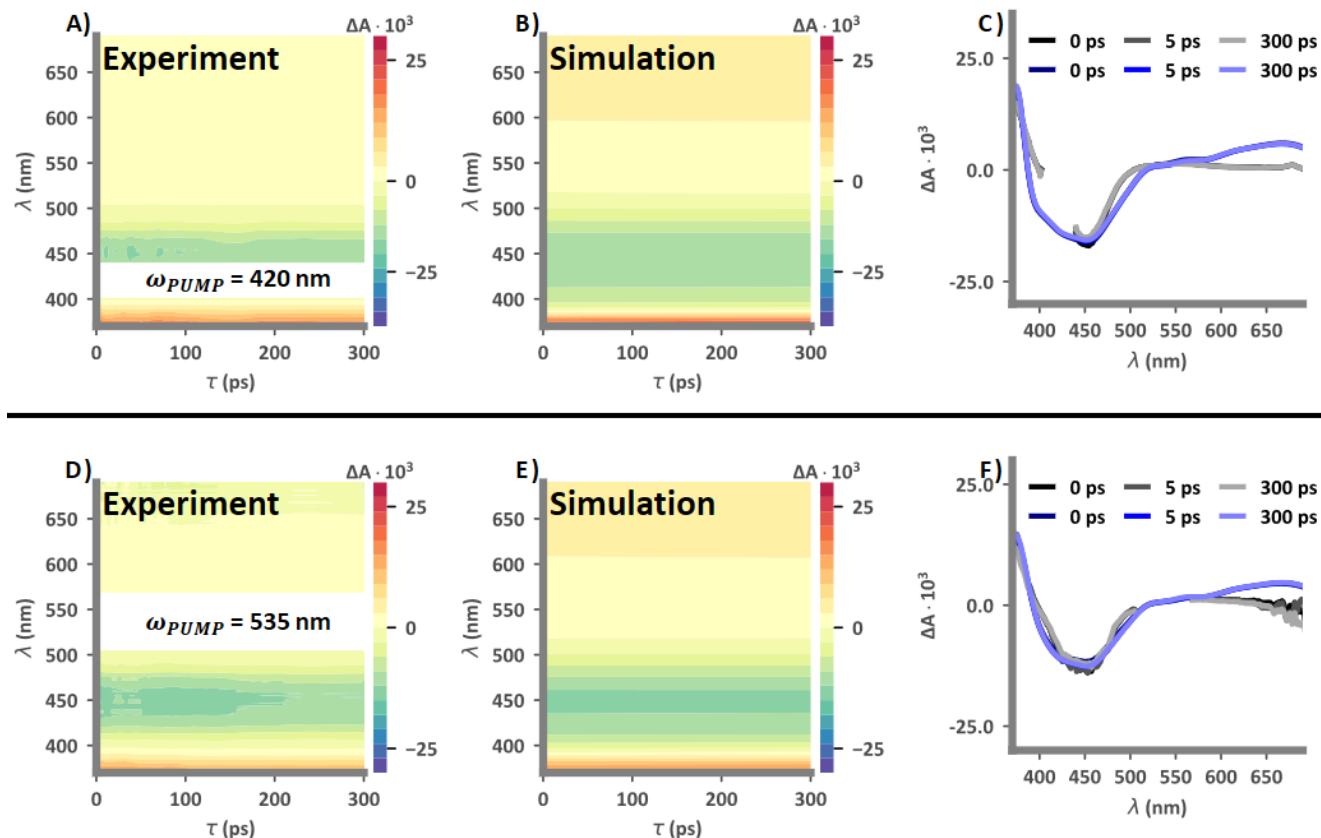 A)
ΔA · 10³
Experiment
650
600
550
500
450
400
λ (nm)
ω_PUMP = 420 nm
0
100
200
300
τ (ps)
25
0
−25
B)
ΔA · 10³
Simulation
650
600
550
500
450
400
λ (nm)
0
100
200
300
τ (ps)
25
0
−25
C)
0 ps 5 ps 300 ps
0 ps 5 ps 300 ps
25.0
0.0
-25.0
ΔA · 10³
400 450 500 550 600 650
λ (nm)
D)
ΔA · 10³
Experiment
650
600
550
500
450
400
λ (nm)
ω_PUMP = 535 nm
0
100
200
300
τ (ps)
25
0
−25
E)
ΔA · 10³
Simulation
650
600
550
500
450
400
λ (nm)
0
100
200
300
τ (ps)
25
0
−25
F)
0 ps 5 ps 300 ps
0 ps 5 ps 300 ps
25.0
0.0
-25.0
ΔA · 10³
400 450 500 550 600 650
λ (nm)